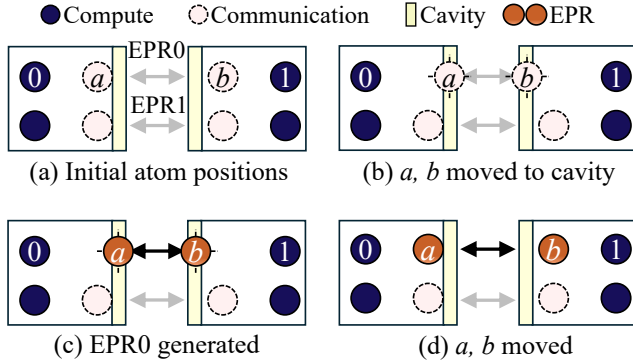 Compute Communication Cavity EPR
0 a EPR0 b 1
EPR1
(a) Initial atom positions
0 a b 1
(b) a, b moved to cavity
0 a b 1
(c) EPR0 generated
0 a b 1
(d) a, b moved